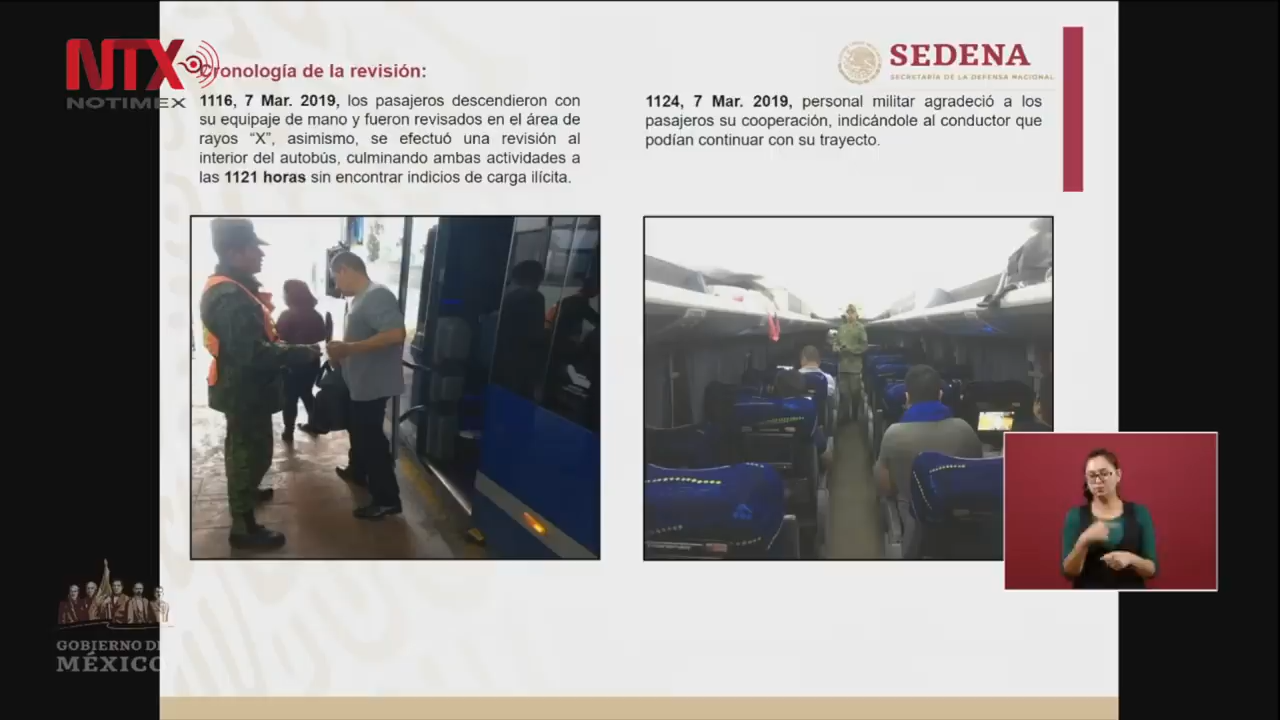 NTX
NOTIMEX
Cronología de la revisión:
1116, 7 Mar. 2019, los pasajeros descendieron con
su equipaje de mano y fueron revisados en el área de
rayos “X”, asimismo, se efectuó una revisión al
interior del autobús, culminando ambas actividades a
las 1121 horas sin encontrar indicios de carga ilícita.
SEDENA
SECRETARÍA DE LA DEFENSA NACIONAL
1124, 7 Mar. 2019, personal militar agradeció a los
pasajeros su cooperación, indicándole al conductor que
podían continuar con su trayecto.
GOBIERNO DE
MÉXICO